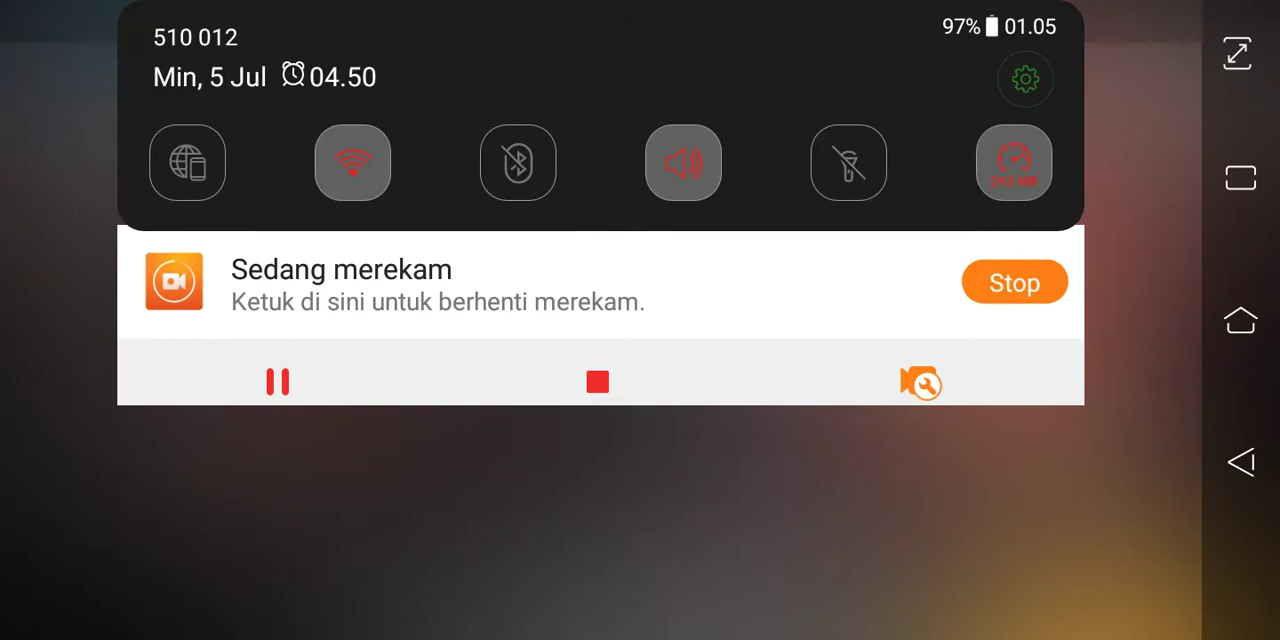 510 012
97% 01.05
Min, 5 Jul 04.50
Sedang merekam
Ketuk di sini untuk berhenti merekam.
Stop